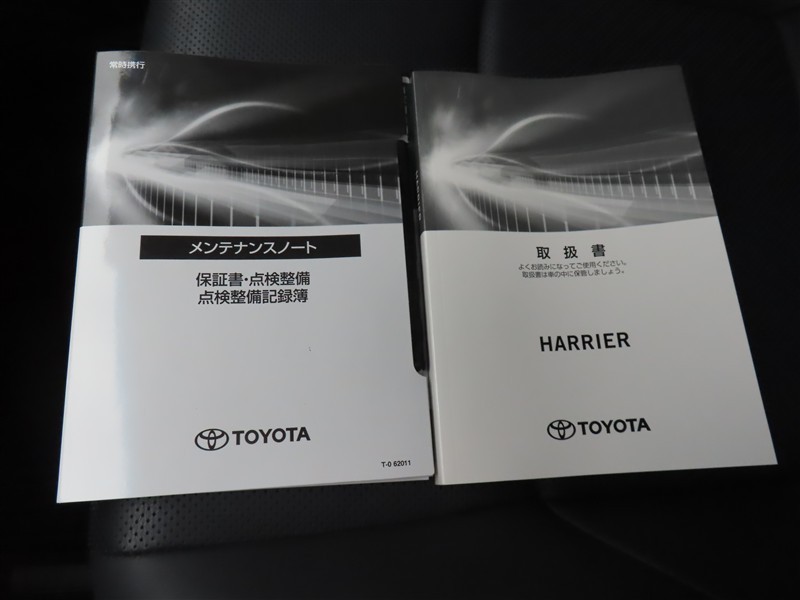 常時携行
メンテナンスノート
保証書・点検整備
点検整備記録簿
TOYOTA
T-0 62011
HARRIER
取扱書
よくお読みになってご使用ください。
取扱書は車の中に保管しましょう。
HARRIER
TOYOTA